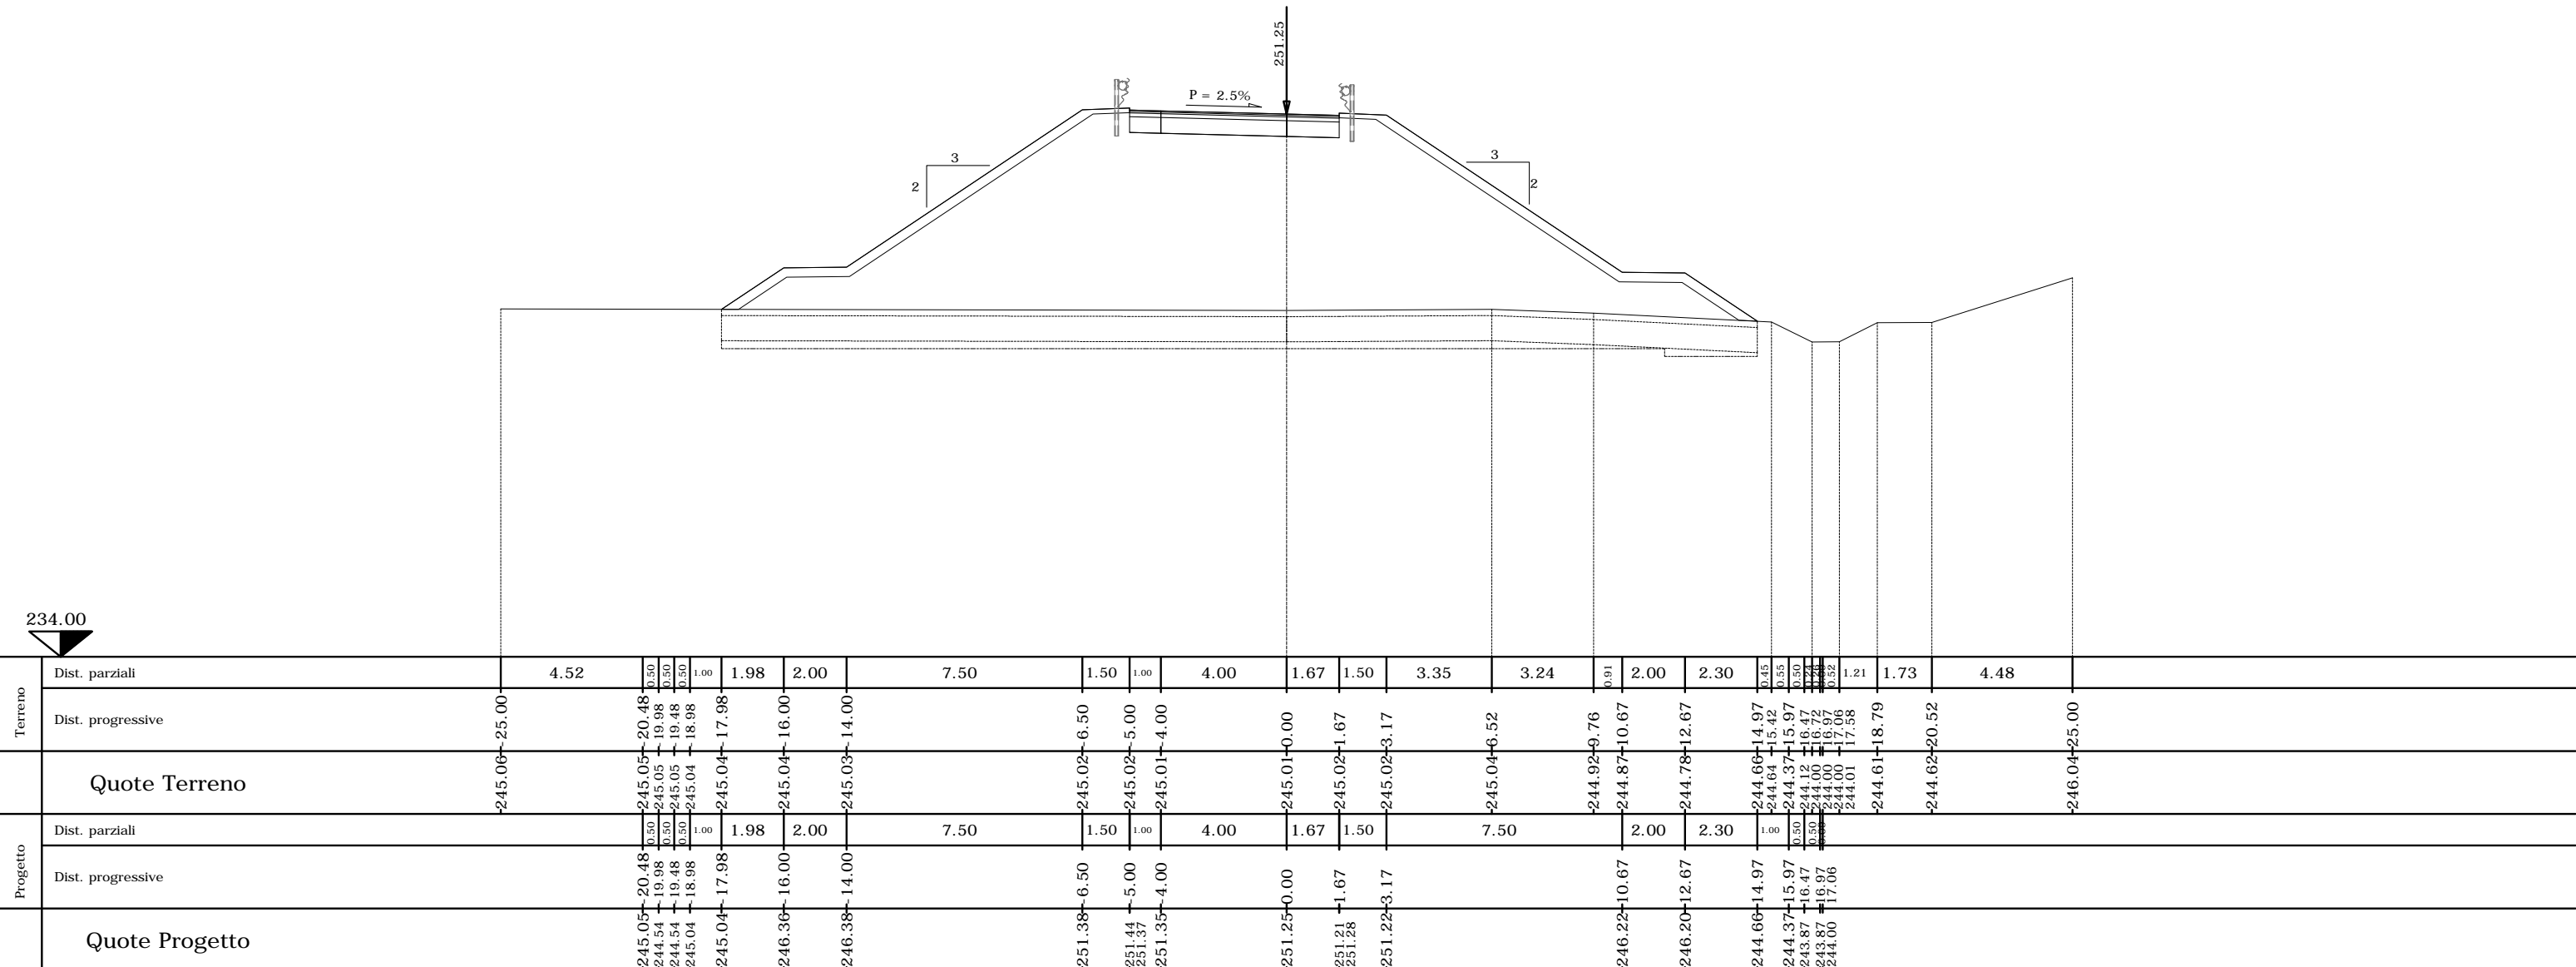 251.25
P = 2.5%
3
2
3
2
234.00
Terreno
Dist. parziali
4.52 0.50 0.50 0.50 1.00 1.98 2.00 7.50 1.50 1.00 4.00 1.67 1.50 3.35 3.24 0.91 2.00 2.30 0.45 0.55 0.50 0.24 0.26 0.52 1.21 1.73 4.48
Dist. progressive
-25.00 -20.48 -19.98 -19.48 -18.98 -17.98 -16.00 -14.00 -6.50 -5.00 -4.00 0.00 1.67 3.17 6.52 9.76 10.67 12.67 14.97 15.42 15.97 16.47 16.72 16.97 17.06 17.58 18.79 20.52 25.00
Quote Terreno
245.06 245.05 245.05 245.05 245.04 245.04 245.04 245.03 245.02 245.02 245.01 245.01 245.02 245.02 245.04 244.92 244.87 244.78 244.66 244.64 244.37 244.12 244.00 244.00 244.00 244.01 244.61 244.62 246.04
Progetto
Dist. parziali
0.50 0.50 0.50 1.00 1.98 2.00 7.50 1.50 1.00 4.00 1.67 1.50 7.50 2.00 2.30 1.00 0.50 0.50
Dist. progressive
-20.48 -19.98 -19.48 -18.98 -17.98 -16.00 -14.00 -6.50 -5.00 -4.00 0.00 1.67 3.17 10.67 12.67 14.97 15.97 16.47 16.97 17.06
Quote Progetto
245.05 244.54 244.54 245.04 245.04 246.36 246.38 251.38 251.44 251.37 251.35 251.25 251.21 251.28 251.22 246.22 246.20 244.66 244.37 243.87 243.87 244.00